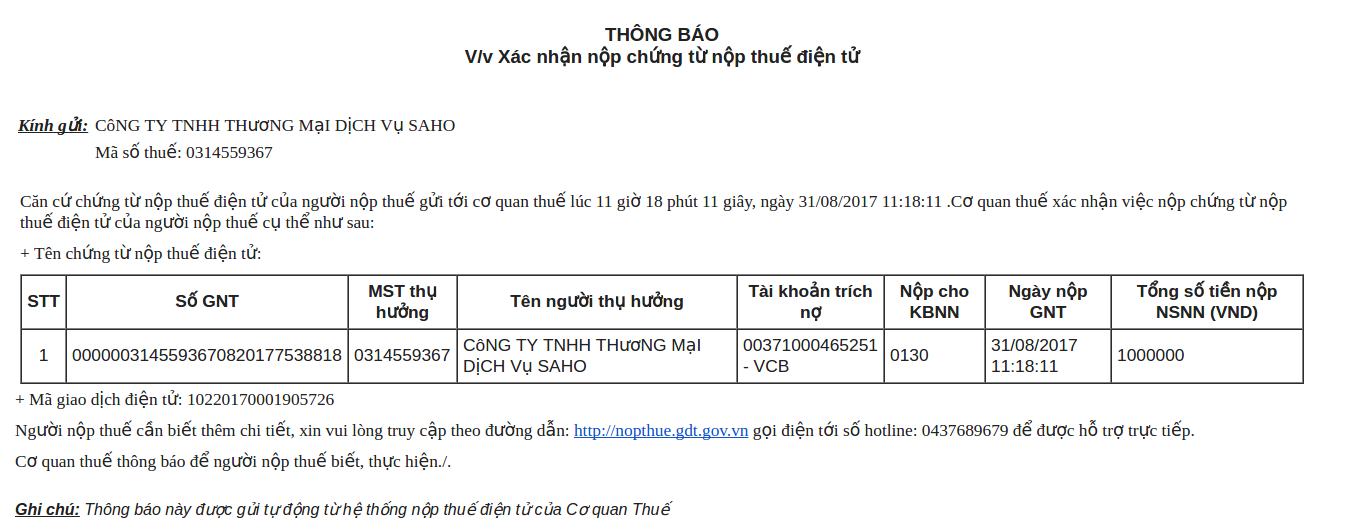 THÔNG BÁO
V/v Xác nhận nộp chứng từ nộp thuế điện tử
Kính gửi: CôNG TY TNHH THươNG MạI DịCH Vụ SAHO
Mã số thuế: 0314559367
Căn cứ chứng từ nộp thuế điện tử của người nộp thuế gửi tới cơ quan thuế lúc 11 giờ 18 phút 11 giây, ngày 31/08/2017 11:18:11 .Cơ quan thuế xác nhận việc nộp chứng từ nộp
thuế điện tử của người nộp thuế cụ thể như sau:
+ Tên chứng từ nộp thuế điện tử:
STT Số GNT MST thụ hưởng Tên người thụ hưởng Tài khoản trích nợ Nộp cho KBNN Ngày nộp GNT Tổng số tiền nộp NSNN (VND)
1 0000003145593670820177538818 0314559367 CôNG TY TNHH THươNG MạI DịCH Vụ SAHO 00371000465251 - VCB 0130 31/08/2017 11:18:11 1000000
+ Mã giao dịch điện tử: 10220170001905726
Người nộp thuế cần biết thêm chi tiết, xin vui lòng truy cập theo đường dẫn: http://nopthue.gdt.gov.vn gọi điện tới số hotline: 0437689679 để được hỗ trợ trực tiếp.
Cơ quan thuế thông báo để người nộp thuế biết, thực hiện./.
Ghi chú: Thông báo này được gửi tự động từ hệ thống nộp thuế điện tử của Cơ quan Thuế